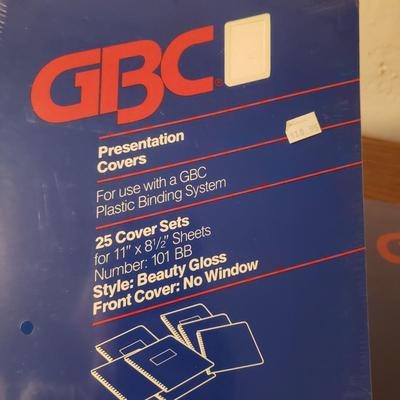 GBC®
Presentation
Covers
For use with a GBC
Plastic Binding System
25 Cover Sets
for 11" x 8½" Sheets
Number: 101 BB
Style: Beauty Gloss
Front Cover: No Window